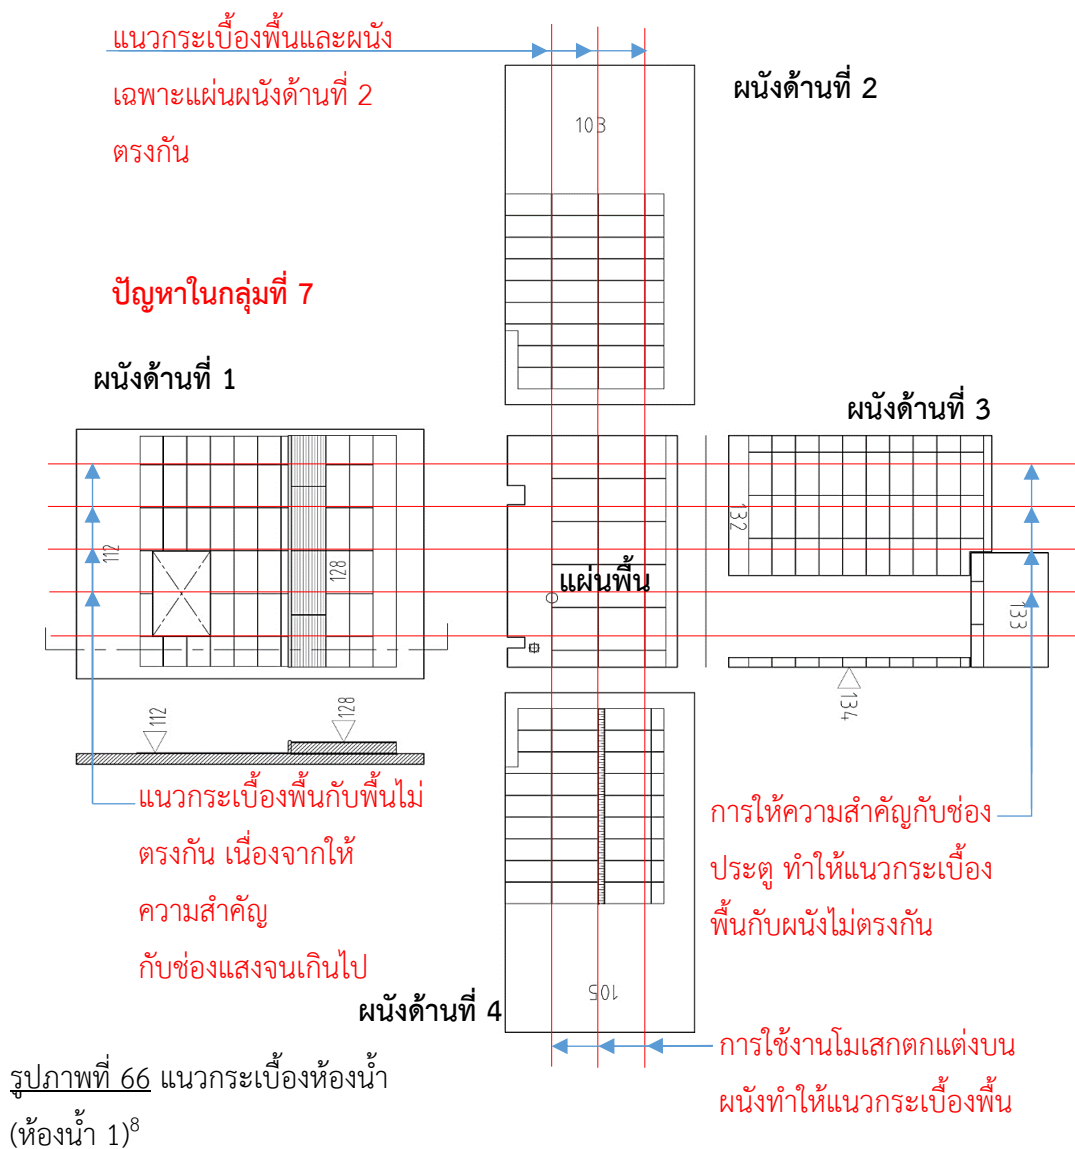 แนวกระเบื้องพื้นและผนัง
เฉพาะแผ่นผนังด้านที่ 2
ตรงกัน
ผนังด้านที่ 2
103
ปัญหาในกลุ่มที่ 7
ผนังด้านที่ 1
ผนังด้านที่ 3
112
128
แผ่นพื้น
132
133
134
112
128
แนวกระเบื้องพื้นกับพื้นไม่
ตรงกัน เนื่องจากให้
ความสำคัญ
กับช่องแสงจนเกินไป
การให้ความสำคัญกับช่อง
ประตู ทำให้แนวกระเบื้อง
พื้นกับผนังไม่ตรงกัน
105
ผนังด้านที่ 4
การใช้งานโมเสกตกแต่งบน
ผนังทำให้แนวกระเบื้องพื้น
รูปภาพที่ 66 แนวกระเบื้องห้องน้ำ
(ห้องน้ำ 1)⁸